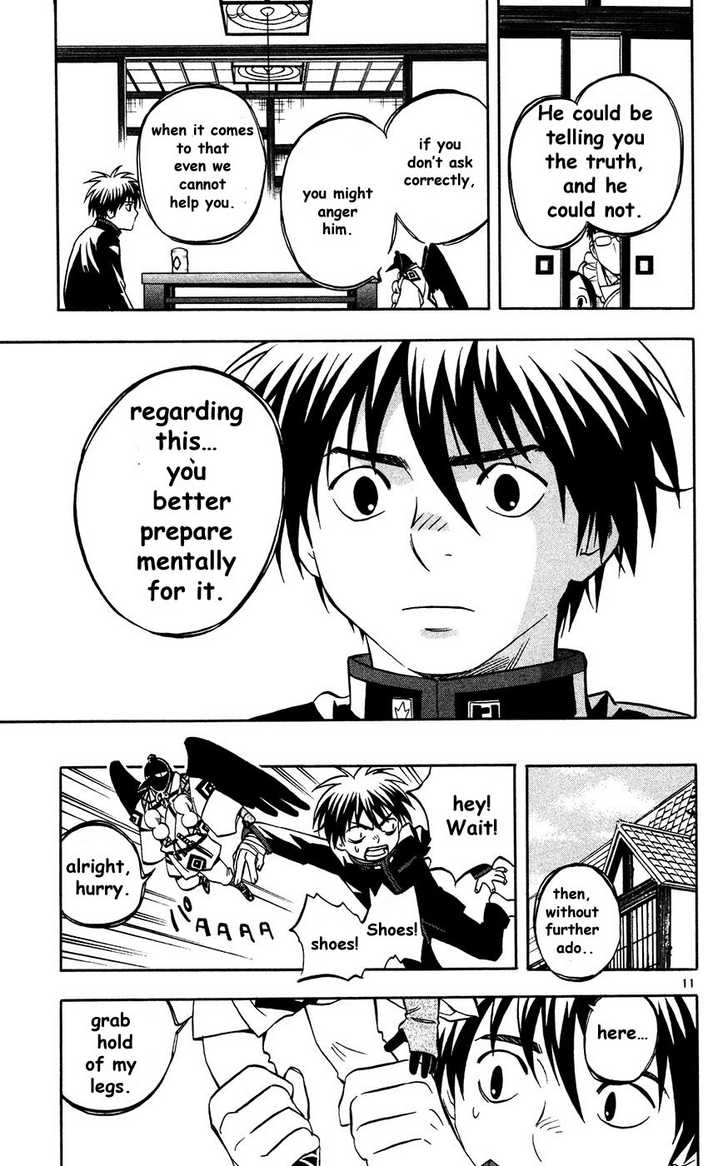 He could be
telling you
the truth,
and he
could not.
if you
don't ask
correctly,
you might
anger
him.
when it comes
to that
even we
cannot
help you.
regarding
this...
you
better
prepare
mentally
for it.
then,
without
further
ado..
hey!
Wait!
Shoes!
shoes!
alright,
hurry.
AAAA
11
here...
grab
hold
of my
legs.